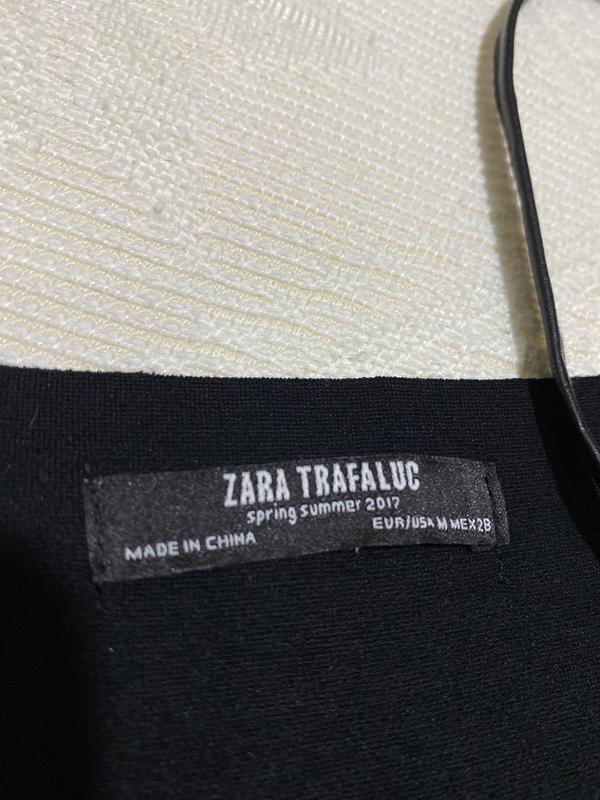 ZARA TRAFALUC
spring summer 2017
EUR/USA M MEX 28
MADE IN CHINA